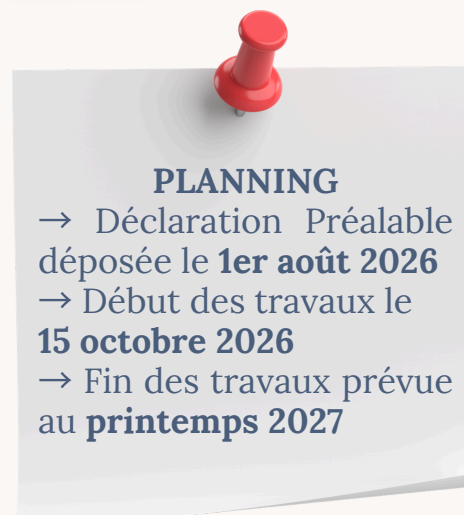 PLANNING
→ Déclaration Préalable
déposée le 1er août 2026
→ Début des travaux le
15 octobre 2026
→ Fin des travaux prévue
au printemps 2027